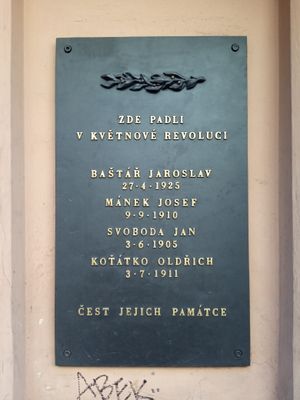 ZDE PADLI
V KVĚTNOVÉ REVOLUCI
BAŠTÁŘ JAROSLAV
27·4·1925
MÁNEK JOSEF
9·9·1910
SVOBODA JAN
3·6·1905
KOŤÁTKO OLDŘICH
3·7·1911
ČEST JEJICH PAMÁTCE
ABEK